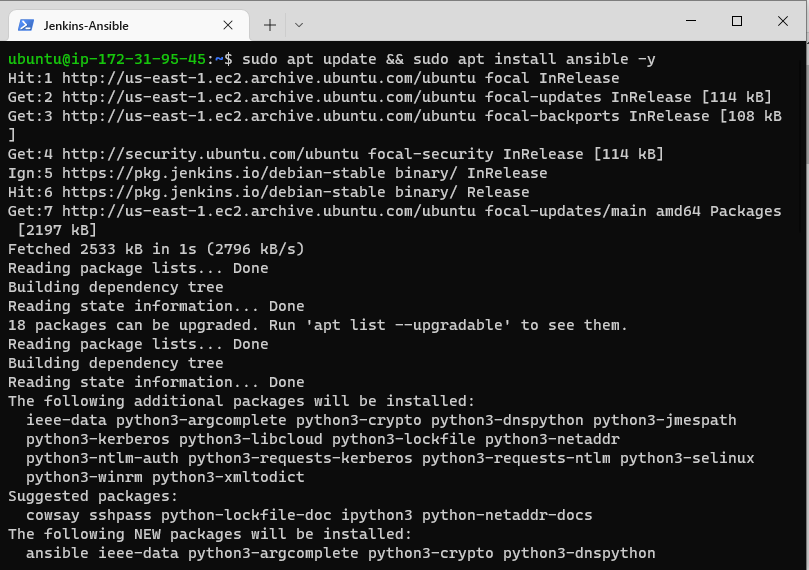 Jenkins-Ansible
ubuntu@ip-172-31-95-45:~$ sudo apt update && sudo apt install ansible -y
Hit:1 http://us-east-1.ec2.archive.ubuntu.com/ubuntu focal InRelease
Get:2 http://us-east-1.ec2.archive.ubuntu.com/ubuntu focal-updates InRelease [114 kB]
Get:3 http://us-east-1.ec2.archive.ubuntu.com/ubuntu focal-backports InRelease [108 kB
]
Get:4 http://security.ubuntu.com/ubuntu focal-security InRelease [114 kB]
Ign:5 https://pkg.jenkins.io/debian-stable binary/ InRelease
Hit:6 https://pkg.jenkins.io/debian-stable binary/ Release
Get:7 http://us-east-1.ec2.archive.ubuntu.com/ubuntu focal-updates/main amd64 Packages
 [2197 kB]
Fetched 2533 kB in 1s (2796 kB/s)
Reading package lists... Done
Building dependency tree
Reading state information... Done
18 packages can be upgraded. Run 'apt list --upgradable' to see them.
Reading package lists... Done
Building dependency tree
Reading state information... Done
The following additional packages will be installed:
  ieee-data python3-argcomplete python3-crypto python3-dnspython python3-jmespath
  python3-kerberos python3-libcloud python3-lockfile python3-netaddr
  python3-ntlm-auth python3-requests-kerberos python3-requests-ntlm python3-selinux
  python3-winrm python3-xmltodict
Suggested packages:
  cowsay sshpass python-lockfile-doc ipython3 python-netaddr-docs
The following NEW packages will be installed:
  ansible ieee-data python3-argcomplete python3-crypto python3-dnspython